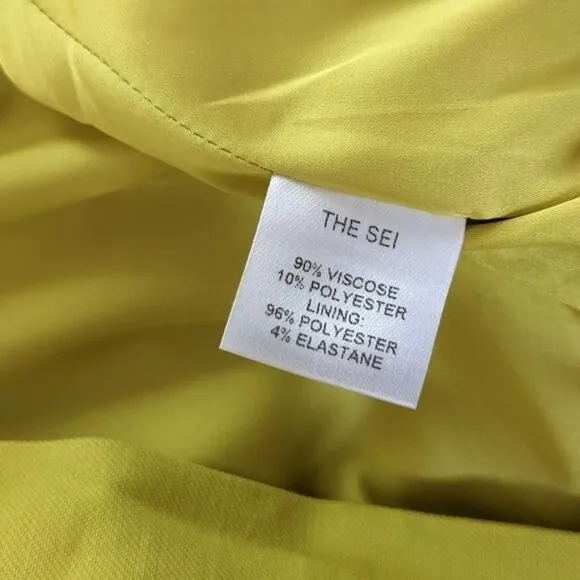 THE SEI
90% VISCOSE
10% POLYESTER
LINING:
96% POLYESTER
4% ELASTANE